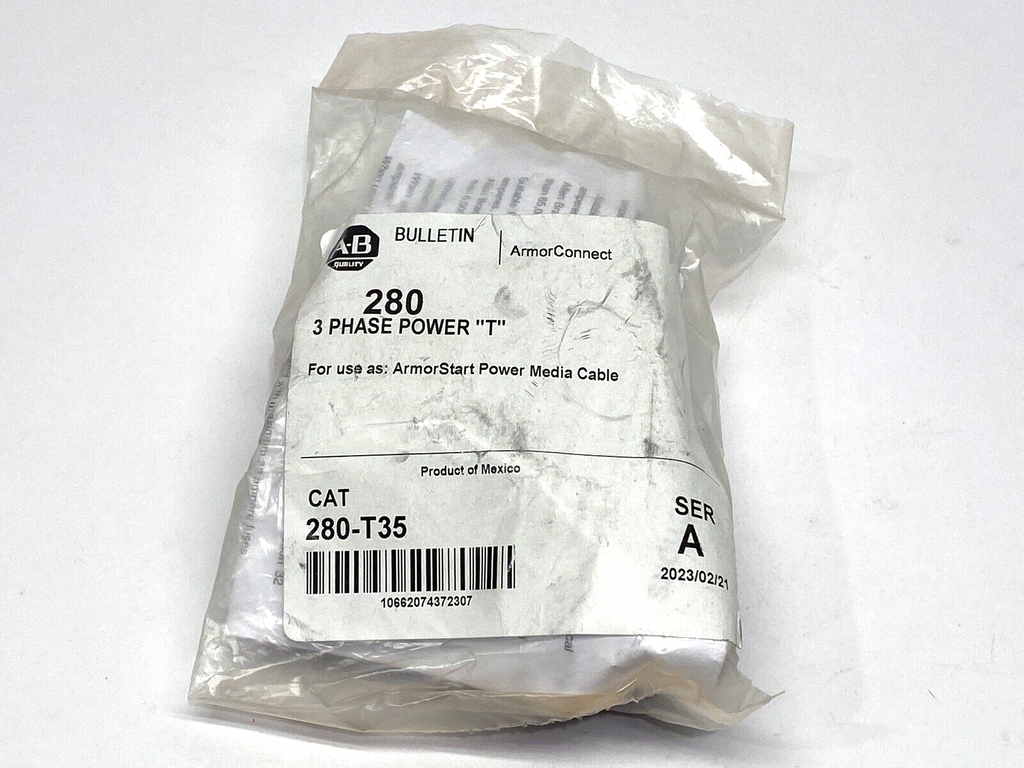 A-B
QUALITY
BULLETIN
ArmorConnect
280
3 PHASE POWER "T"
For use as: ArmorStart Power Media Cable
Product of Mexico
CAT
280-T35
SER
A
2023/02/21
10662074372307